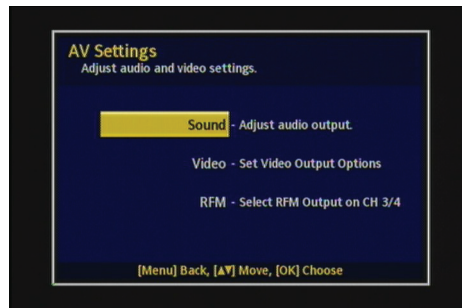 AV Settings
Adjust audio and video settings.
Sound - Adjust audio output.
Video - Set Video Output Options
RFM - Select RFM Output on CH 3/4
[Menu] Back, [▲▼] Move, [OK] Choose